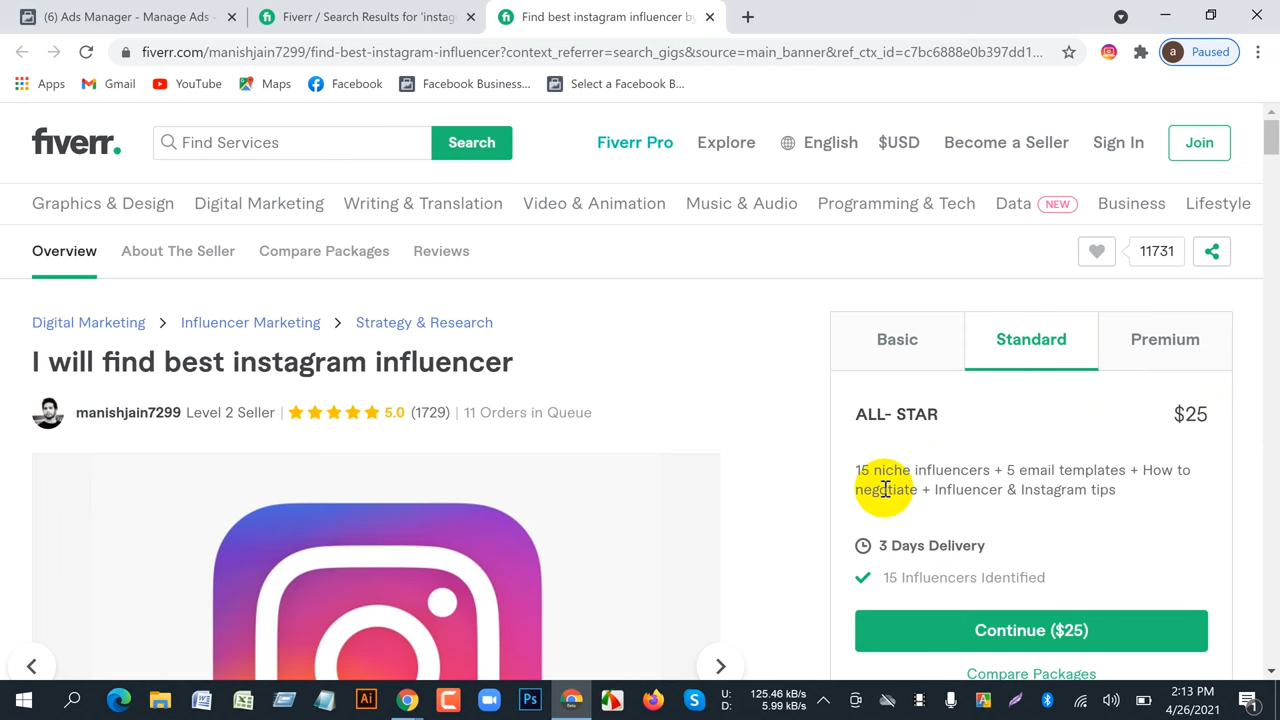 (6) Ads Manager - Manage Ads -
Fiverr / Search Results for 'instag
Find best instagram influencer by
fiverr.com/manishjain7299/find-best-instagram-influencer?context_referrer=search_gigs&source=main_banner&ref_ctx_id=c7bc6888e0b397dd1...
a Paused
Apps Gmail YouTube Maps Facebook Facebook Business... Select a Facebook B...
fiverr.
Find Services
Search
Fiverr Pro Explore English $USD Become a Seller Sign In Join
Graphics & Design Digital Marketing Writing & Translation Video & Animation Music & Audio Programming & Tech Data NEW Business Lifestyle
Overview About The Seller Compare Packages Reviews 11731
Digital Marketing > Influencer Marketing > Strategy & Research
I will find best instagram influencer
manishjain7299 Level 2 Seller | 5.0 (1729) | 11 Orders in Queue
Basic Standard Premium
ALL- STAR $25
15 niche influencers + 5 email templates + How to
negotiate + Influencer & Instagram tips
3 Days Delivery
15 Influencers Identified
Continue ($25)
Compare Packages
Ai Ps
U: 125.46 kB/s
D: 5.99 kB/s
2:13 PM
4/26/2021